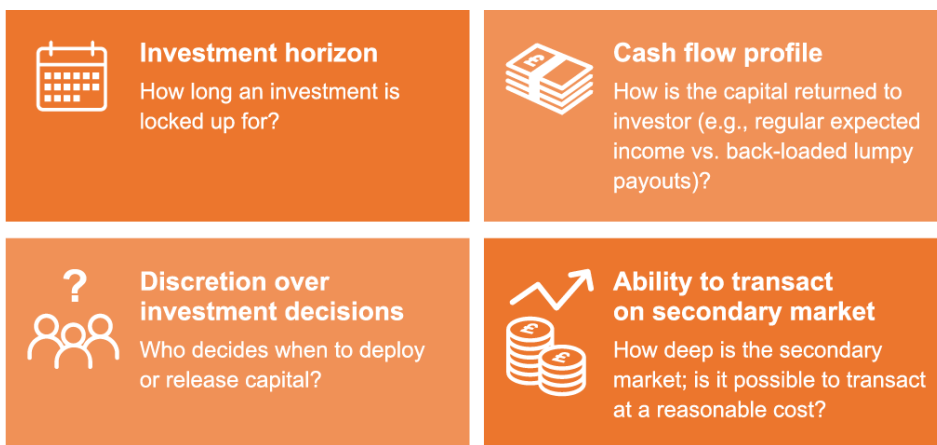 Investment horizon
How long an investment is
locked up for?
Cash flow profile
How is the capital returned to
investor (e.g., regular expected
income vs. back-loaded lumpy
payouts)?
Discretion over
investment decisions
Who decides when to deploy
or release capital?
Ability to transact
on secondary market
How deep is the secondary
market; is it possible to transact
at a reasonable cost?
£
?
£
£